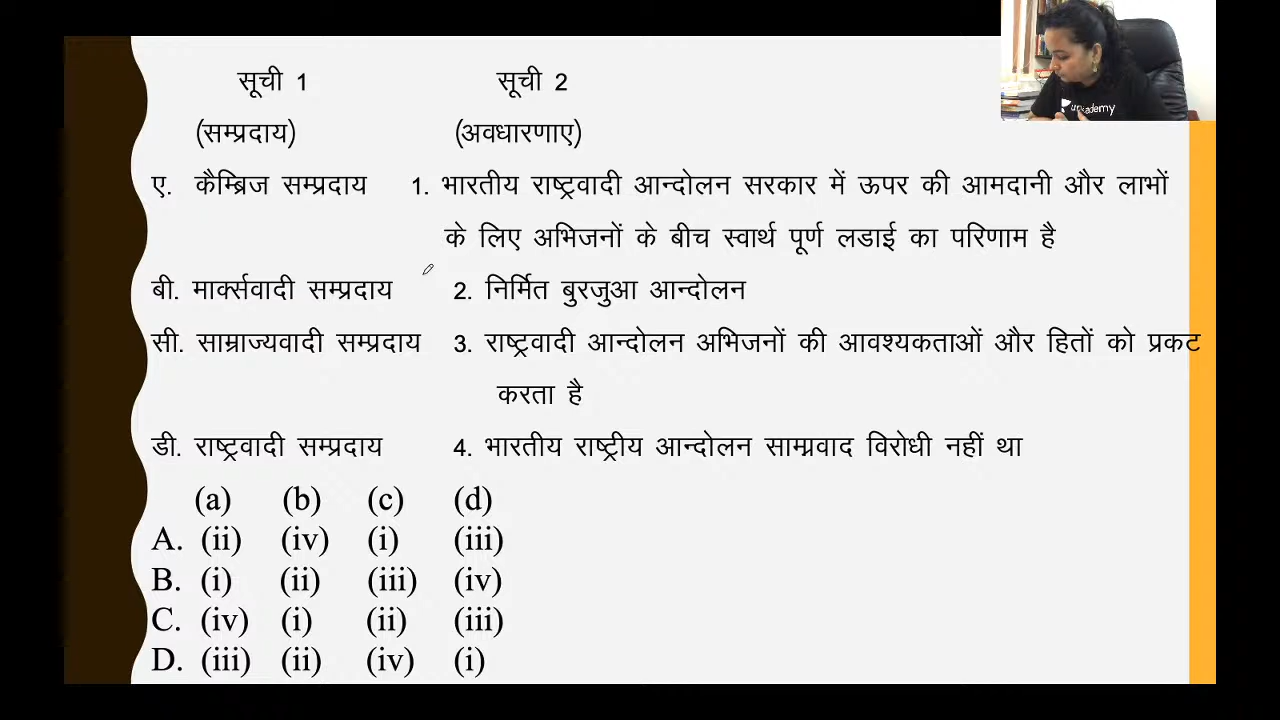 सूची 1 सूची 2
(सम्प्रदाय) (अवधारणाए)
ए. कैम्ब्रिज सम्प्रदाय 1. भारतीय राष्ट्रवादी आन्दोलन सरकार में ऊपर की आमदानी और लाभों
के लिए अभिजनों के बीच स्वार्थ पूर्ण लडाई का परिणाम है
बी. मार्क्सवादी सम्प्रदाय 2. निर्मित बुरजुआ आन्दोलन
सी. साम्राज्यवादी सम्प्रदाय 3. राष्ट्रवादी आन्दोलन अभिजनों की आवश्यकताओं और हितों को प्रकट
करता है
डी. राष्ट्रवादी सम्प्रदाय 4. भारतीय राष्ट्रीय आन्दोलन विरोधी नहीं था
(a) (b) (c) (d)
A. (ii) (iv) (i) (iii)
B. (i) (ii) (iii) (iv)
C. (iv) (i) (ii) (iii)
D. (iii) (ii) (iv) (i)